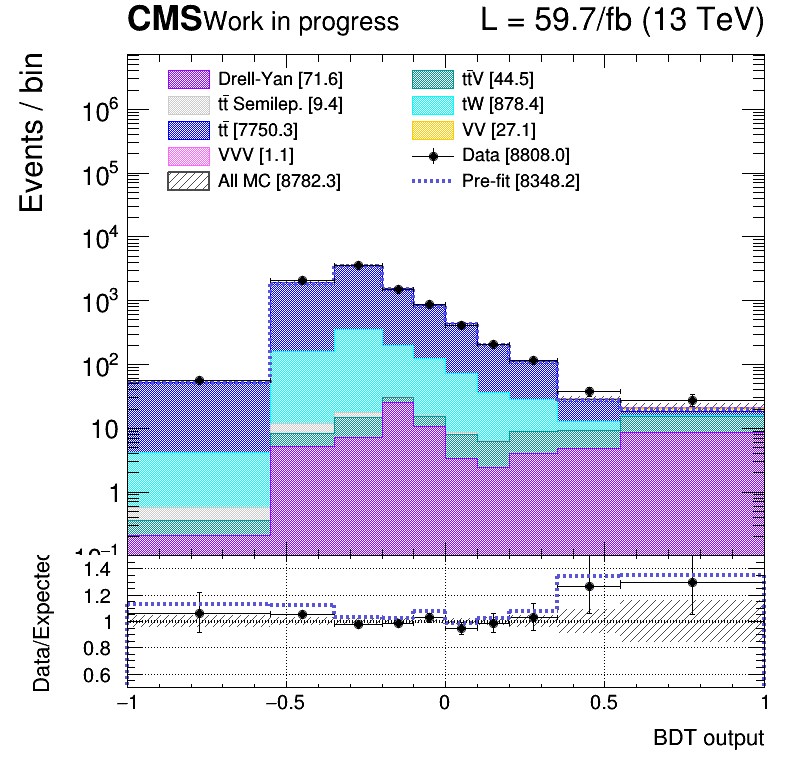 CMS Work in progress L = 59.7/fb (13 TeV)
Events / bin
Drell-Yan [71.6] tt̄V [44.5]
tt̄ Semilep. [9.4] tW [878.4]
tt̄ [7750.3] VV [27.1]
VVV [1.1] Data [8808.0]
All MC [8782.3] Pre-fit [8348.2]
10⁶
10⁵
10⁴
10³
10²
10
1
10⁻¹
Data/Expected
1.4
1.2
1
0.8
0.6
−1 −0.5 0 0.5 1
BDT output